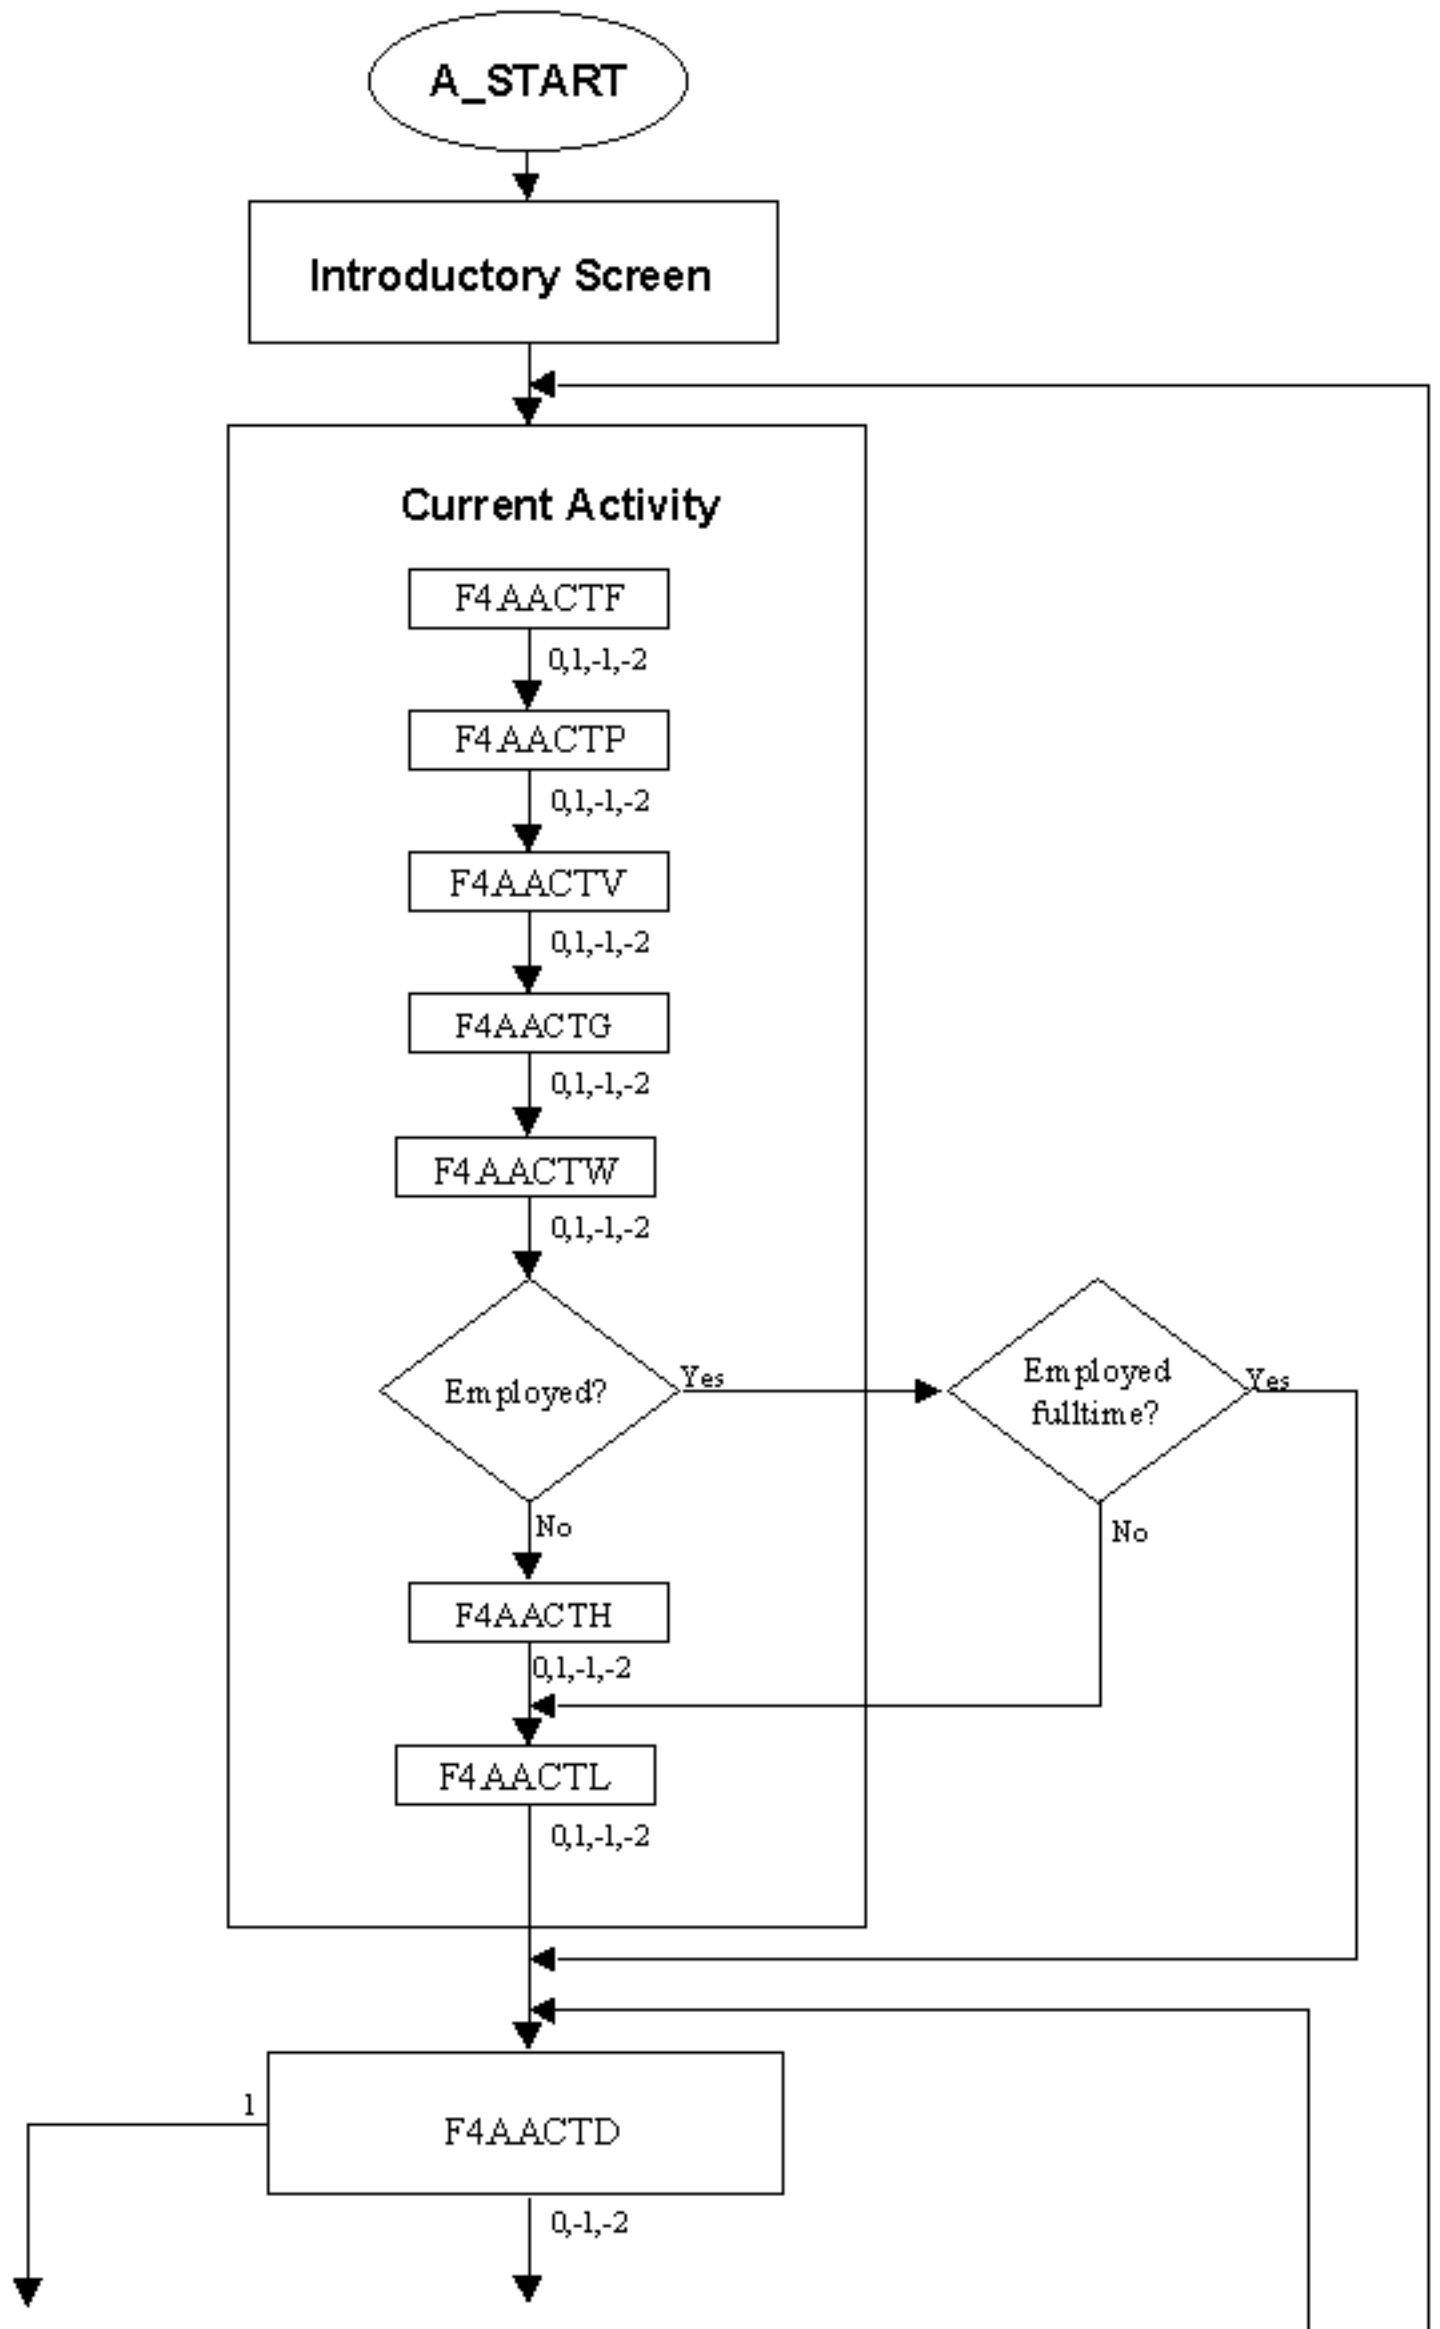 A_START
Introductory Screen
Current Activity
F4AACTF
0,1,-1,-2
F4AACTP
0,1,-1,-2
F4AACTV
0,1,-1,-2
F4AACTG
0,1,-1,-2
F4AACTW
0,1,-1,-2
Employed?
Yes
Employed
fulltime?
Yes
No
No
F4AACTH
0,1,-1,-2
F4AACTL
0,1,-1,-2
1
F4AACTD
0,-1,-2